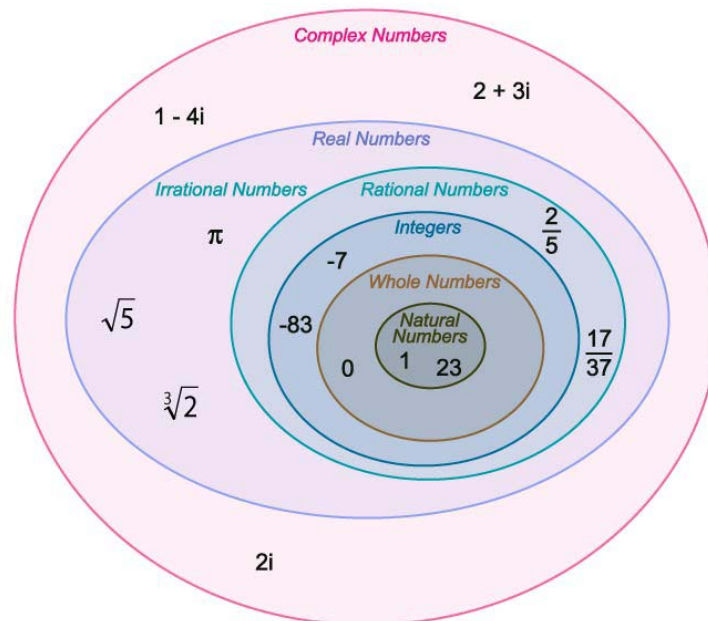 Complex Numbers
2 + 3i
1 - 4i
Real Numbers
Irrational Numbers
Rational Numbers
π
2
5
Integers
-7
Whole Numbers
√5
-83
Natural
Numbers
17
37
0
1
23
∛2
2i